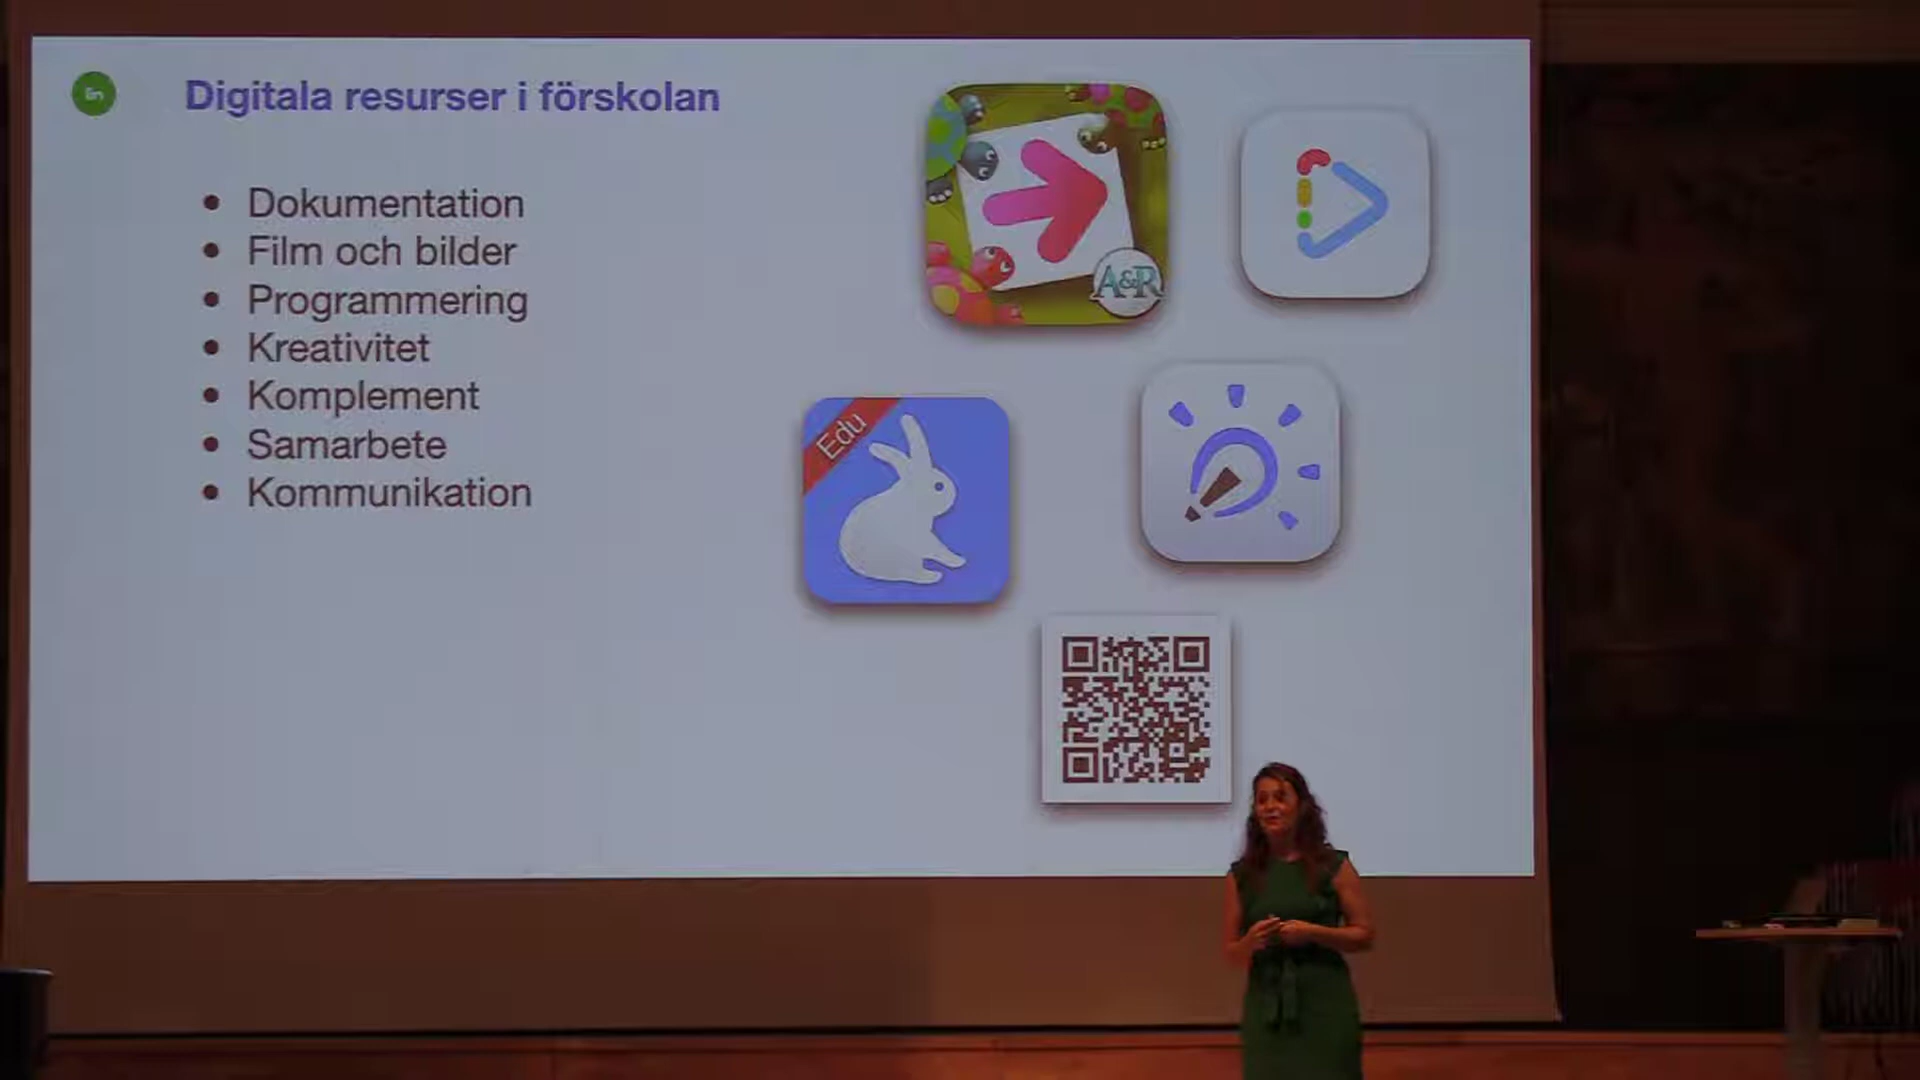 Digitala resurser i förskolan
Dokumentation
Film och bilder
Programmering
Kreativitet
Komplement
Samarbete
Kommunikation
A&R
Edu